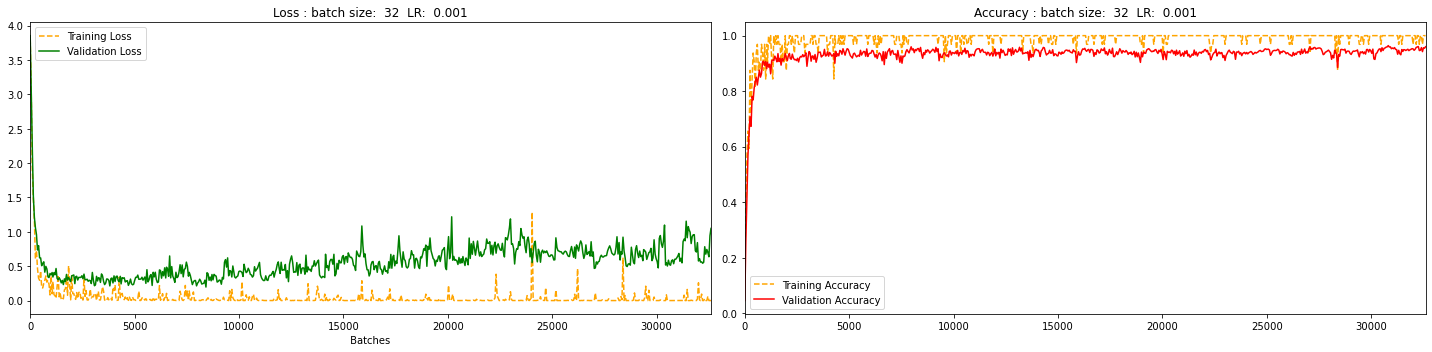 Loss : batch size:  32  LR:  0.001
4.0
3.5
3.0
2.5
2.0
1.5
1.0
0.5
0.0
Training Loss
Validation Loss
0 5000 10000 15000 20000 25000 30000
Batches
Accuracy : batch size:  32  LR:  0.001
1.0
0.8
0.6
0.4
0.2
0.0
Training Accuracy
Validation Accuracy
0 5000 10000 15000 20000 25000 30000